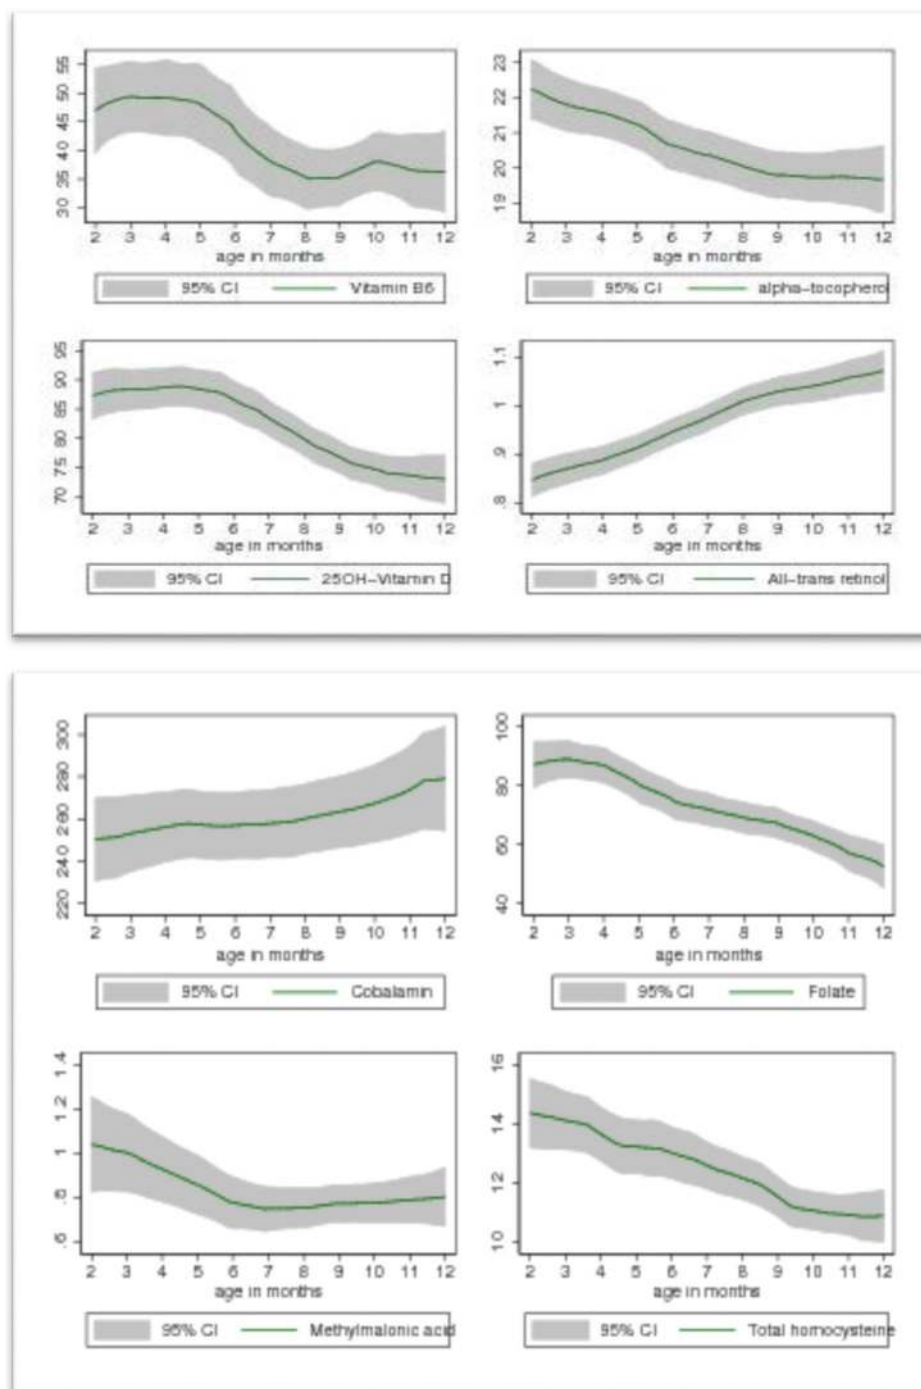 55
50
45
40
35
30
2 3 4 5 6 7 8 9 10 11 12
age in months
95% CI Vitamin B6
23
22
21
20
19
2 3 4 5 6 7 8 9 10 11 12
age in months
95% CI alpha-tocopherol
95
90
85
80
75
70
2 3 4 5 6 7 8 9 10 11 12
age in months
95% CI 25OH-Vitamin D
1.1
1
.9
.8
2 3 4 5 6 7 8 9 10 11 12
age in months
95% CI All-trans retinol
300
280
260
240
220
2 3 4 5 6 7 8 9 10 11 12
age in months
95% CI Cobalamin
100
80
60
40
2 3 4 5 6 7 8 9 10 11 12
age in months
95% CI Folate
1.4
1.2
1
.8
.6
2 3 4 5 6 7 8 9 10 11 12
age in months
95% CI Methylmalonic acid
16
14
12
10
2 3 4 5 6 7 8 9 10 11 12
age in months
95% CI Total homocysteine